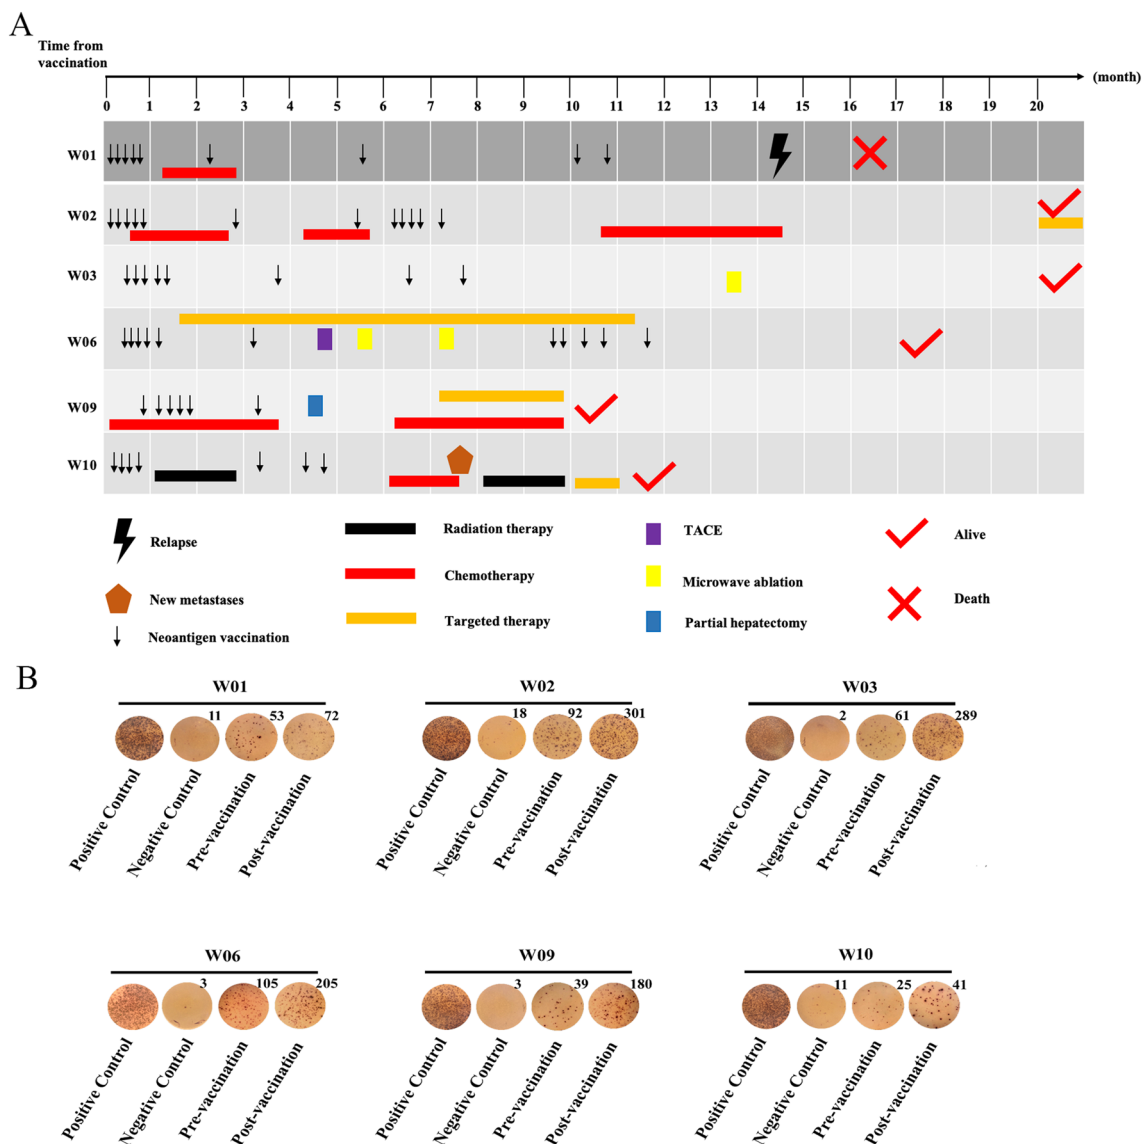 A
Time from
vaccination
(month)
0 1 2 3 4 5 6 7 8 9 10 11 12 13 14 15 16 17 18 19 20
W01
W02
W03
W06
W09
W10
Relapse
Radiation therapy
TACE
Alive
New metastases
Chemotherapy
Microwave ablation
Death
Neoantigen vaccination
Targeted therapy
Partial hepatectomy
B
W01
11 53 72
Positive Control
Negative Control
Pre-vaccination
Post-vaccination
W02
18 92 301
Positive Control
Negative Control
Pre-vaccination
Post-vaccination
W03
2 61 289
Positive Control
Negative Control
Pre-vaccination
Post-vaccination
W06
3 105 205
Positive Control
Negative Control
Pre-vaccination
Post-vaccination
W09
3 39 180
Positive Control
Negative Control
Pre-vaccination
Post-vaccination
W10
11 25 41
Positive Control
Negative Control
Pre-vaccination
Post-vaccination